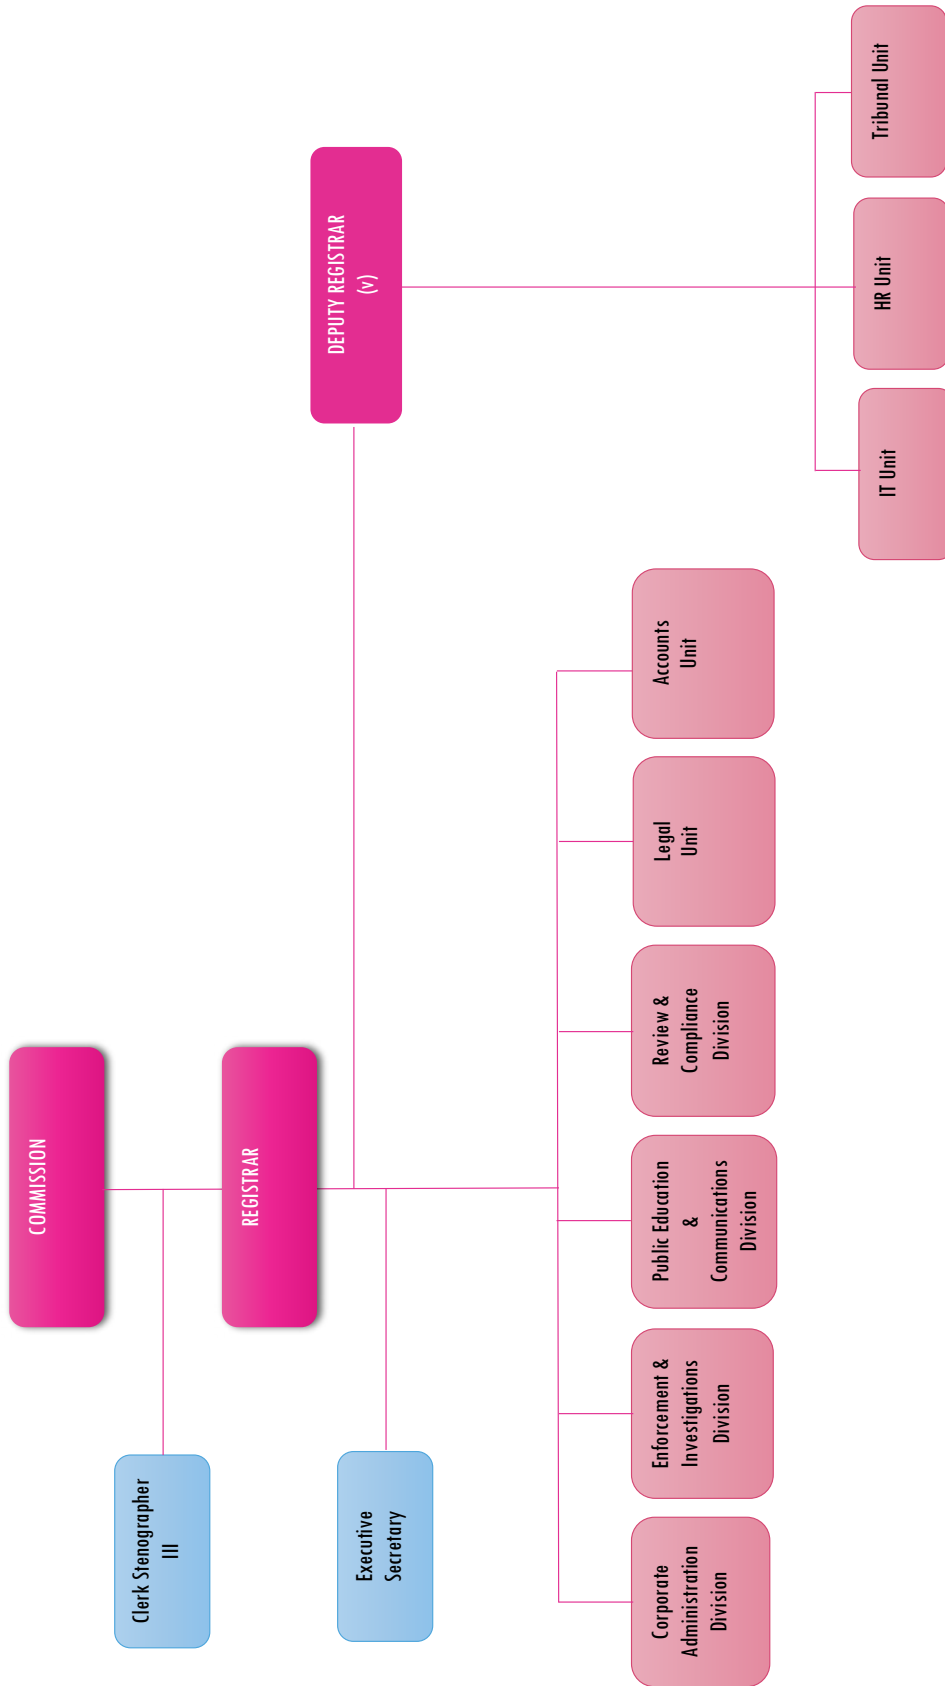 COMMISSION
Clerk Stenographer
III
REGISTRAR
DEPUTY REGISTRAR
(v)
Executive
Secretary
Corporate
Administration
Division
Enforcement &
Investigations
Division
Public Education
&
Communications
Division
Review &
Compliance
Division
Legal
Unit
Accounts
Unit
IT Unit
HR Unit
Tribunal Unit